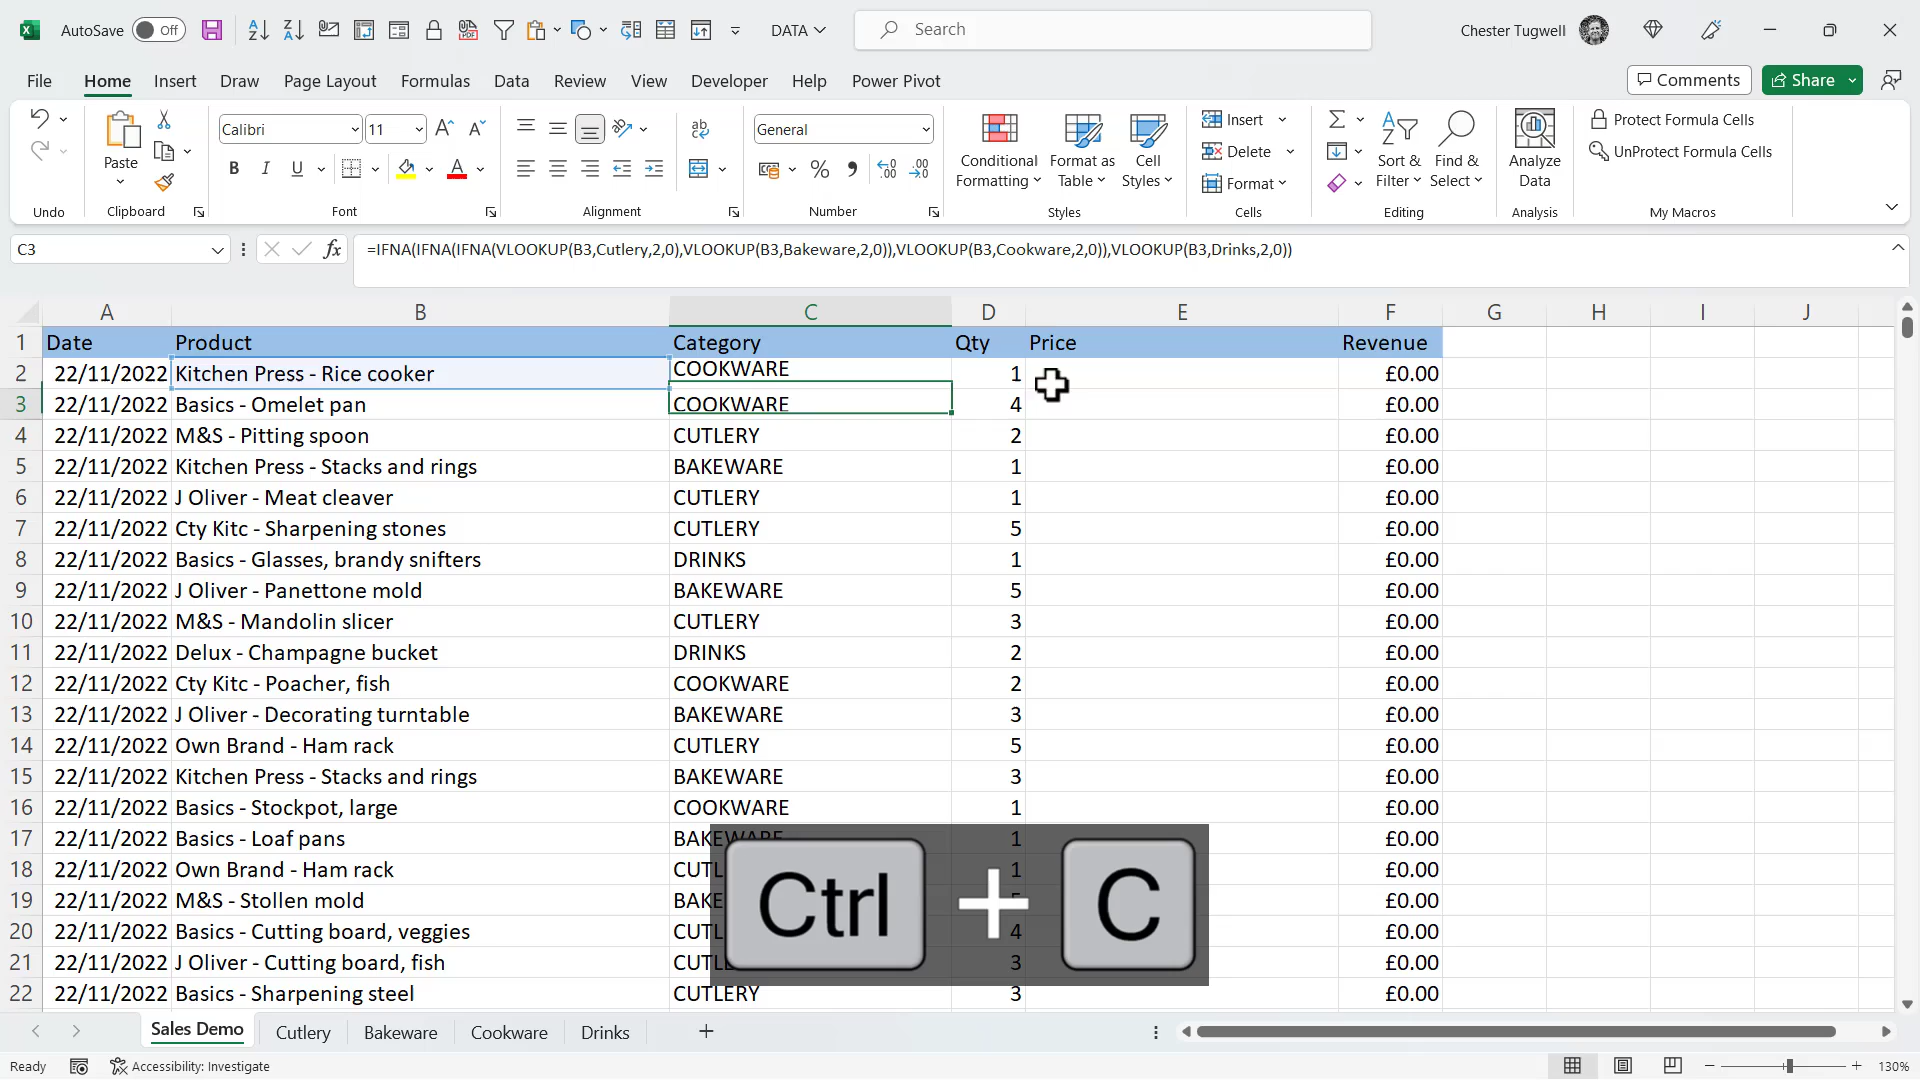 AutoSave Off DATA Search Chester Tugwell
File Home Insert Draw Page Layout Formulas Data Review View Developer Help Power Pivot Comments Share
Paste Calibri 11 General Conditional Formatting Format as Table Cell Styles Insert Delete Format Sort & Filter Find & Select Analyze Data Protect Formula Cells UnProtect Formula Cells
Undo Clipboard Font Alignment Number Styles Cells Editing Analysis My Macros
C3 fx =IFNA(IFNA(IFNA(VLOOKUP(B3,Cutlery,2,0),VLOOKUP(B3,Bakeware,2,0)),VLOOKUP(B3,Cookware,2,0)),VLOOKUP(B3,Drinks,2,0))
A B C D E F G H I J
1 Date Product Category Qty Price Revenue
2 22/11/2022 Kitchen Press - Rice cooker COOKWARE 1 £0.00
3 22/11/2022 Basics - Omelet pan COOKWARE 4 £0.00
4 22/11/2022 M&S - Pitting spoon CUTLERY 2 £0.00
5 22/11/2022 Kitchen Press - Stacks and rings BAKEWARE 1 £0.00
6 22/11/2022 J Oliver - Meat cleaver CUTLERY 1 £0.00
7 22/11/2022 Cty Kitc - Sharpening stones CUTLERY 5 £0.00
8 22/11/2022 Basics - Glasses, brandy snifters DRINKS 1 £0.00
9 22/11/2022 J Oliver - Panettone mold BAKEWARE 5 £0.00
10 22/11/2022 M&S - Mandolin slicer CUTLERY 3 £0.00
11 22/11/2022 Delux - Champagne bucket DRINKS 2 £0.00
12 22/11/2022 Cty Kitc - Poacher, fish COOKWARE 2 £0.00
13 22/11/2022 J Oliver - Decorating turntable BAKEWARE 3 £0.00
14 22/11/2022 Own Brand - Ham rack CUTLERY 5 £0.00
15 22/11/2022 Kitchen Press - Stacks and rings BAKEWARE 3 £0.00
16 22/11/2022 Basics - Stockpot, large COOKWARE 1 £0.00
17 22/11/2022 Basics - Loaf pans BAKEWARE 1 £0.00
18 22/11/2022 Own Brand - Ham rack CUTL 1 £0.00
19 22/11/2022 M&S - Stollen mold BAKE £0.00
20 22/11/2022 Basics - Cutting board, veggies CUTL 4 £0.00
21 22/11/2022 J Oliver - Cutting board, fish CUTL 3 £0.00
22 22/11/2022 Basics - Sharpening steel CUTLERY 3 £0.00
Ctrl + C
Sales Demo Cutlery Bakeware Cookware Drinks
Ready Accessibility: Investigate 130%